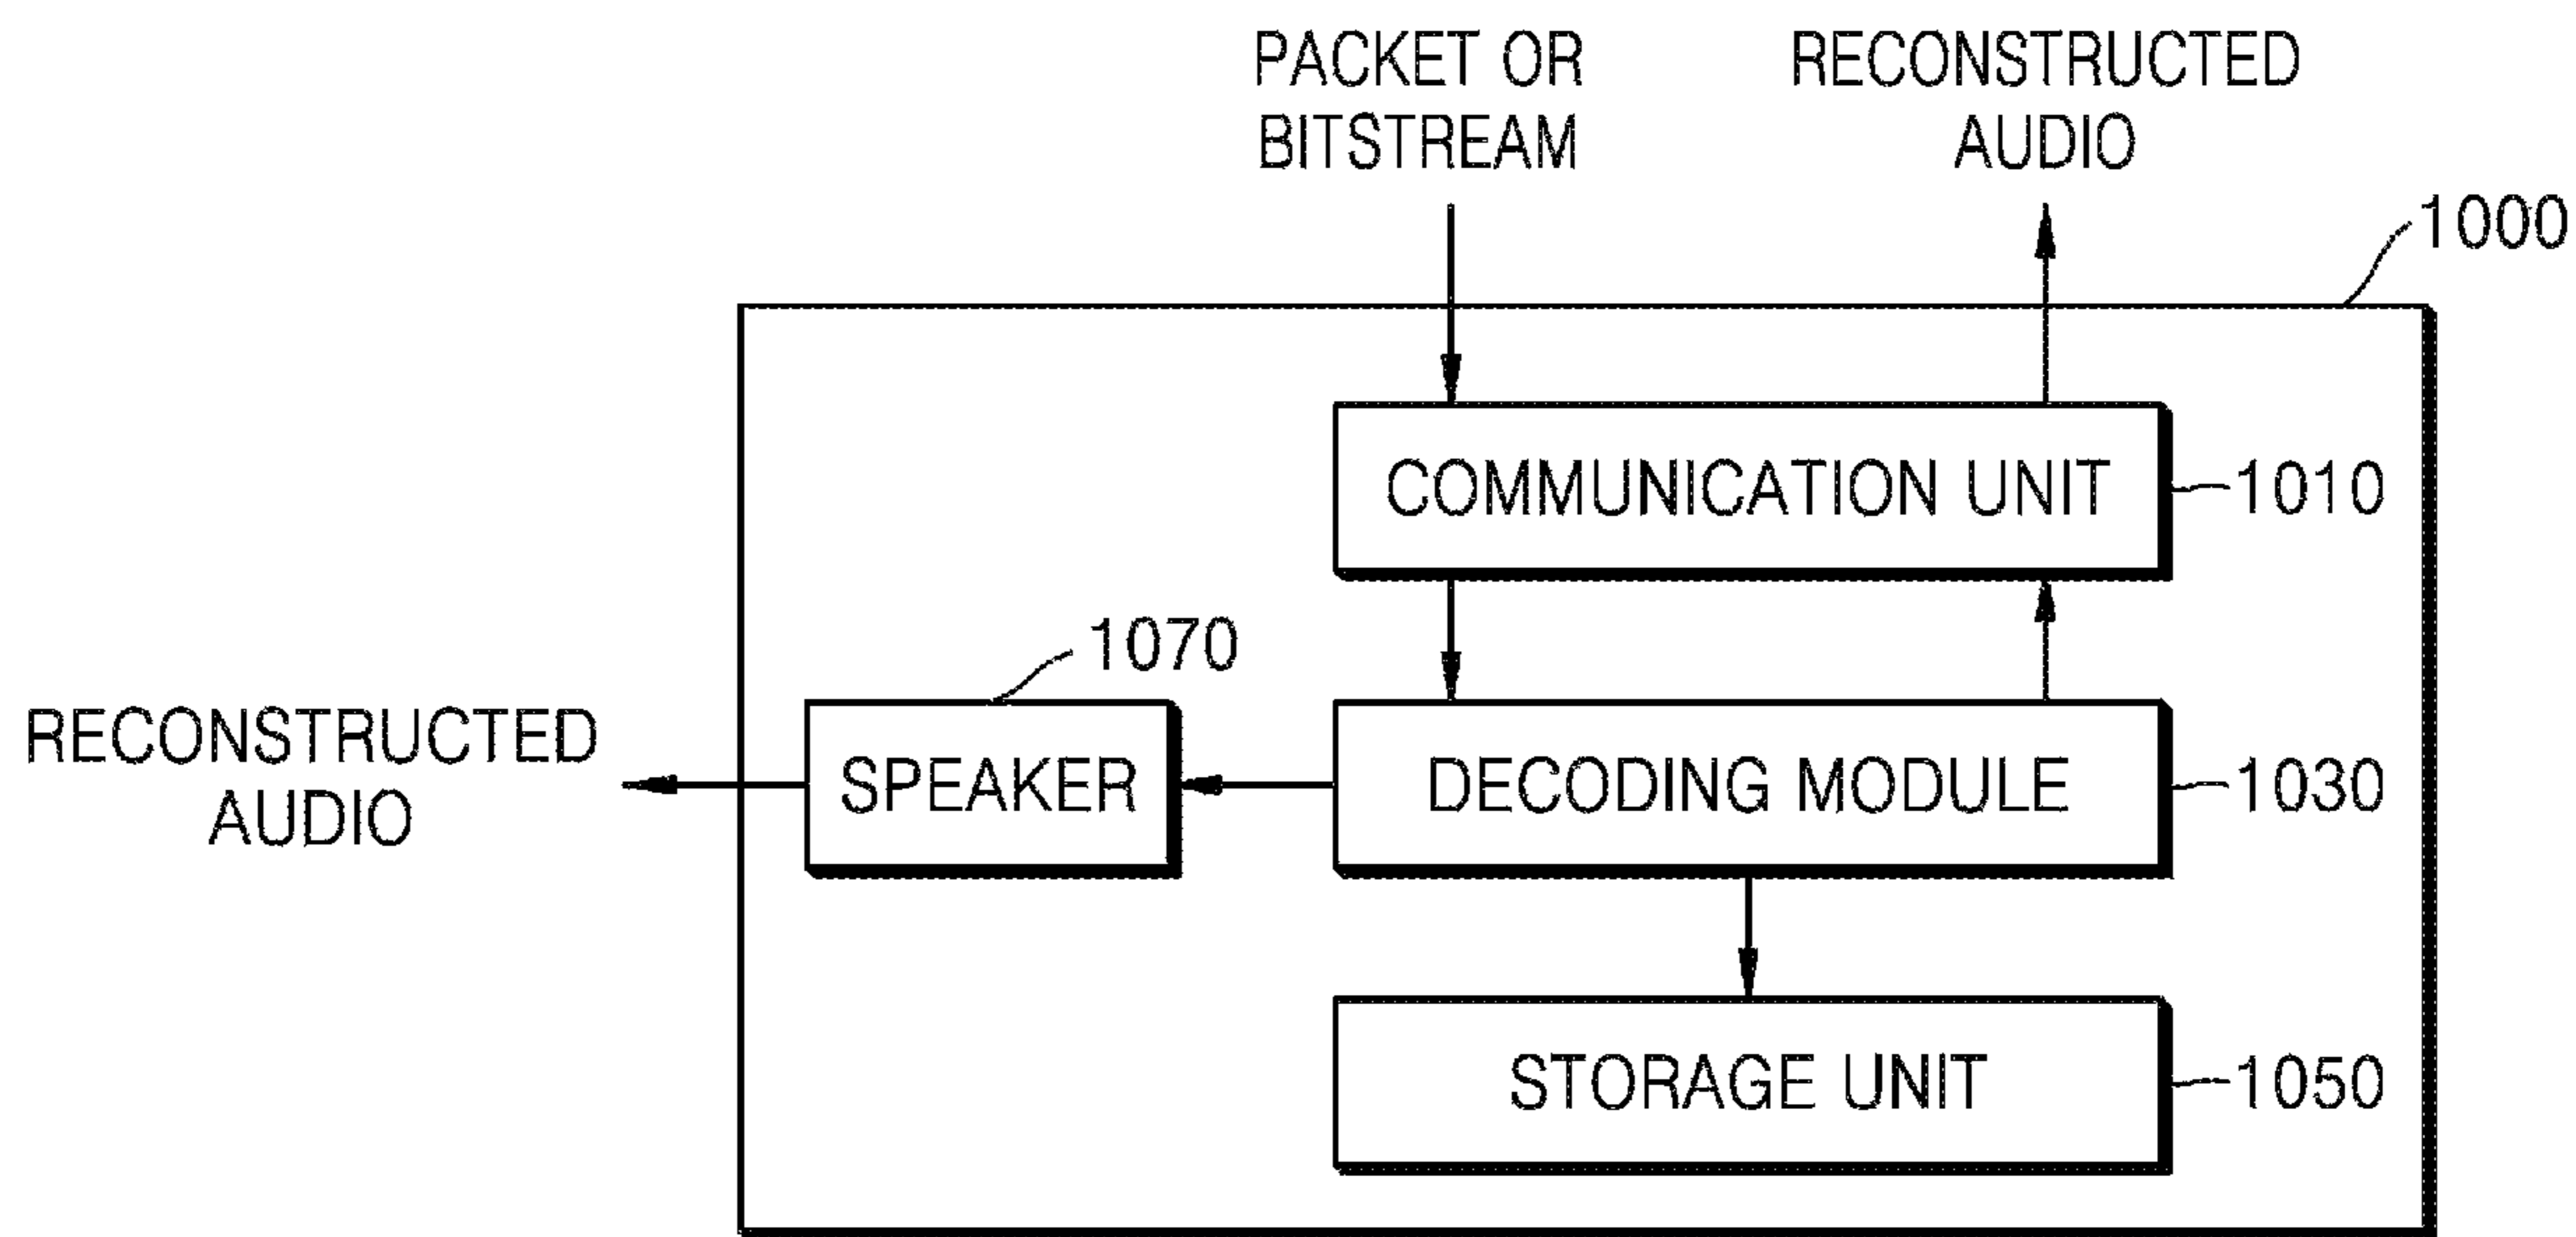 PACKET OR
BITSTREAM
RECONSTRUCTED
AUDIO
1000
COMMUNICATION UNIT
1010
1070
RECONSTRUCTED
AUDIO
SPEAKER
DECODING MODULE
1030
STORAGE UNIT
1050